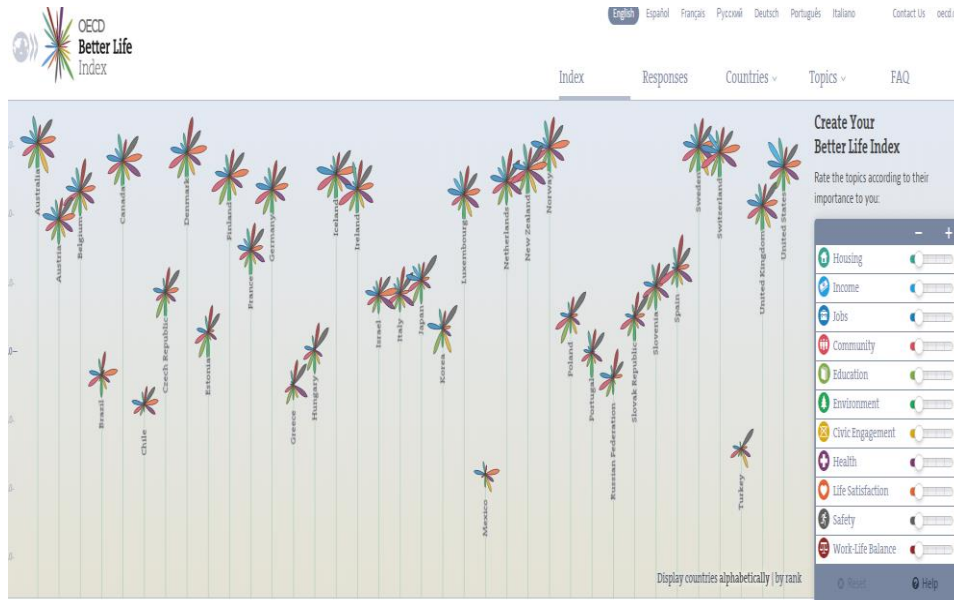 OECD
Better Life
Index
English Español Français Русский Deutsch Português Italiano Contact Us
Index Responses Countries Topics FAQ
Create Your
Better Life Index
Rate the topics according to their
importance to you:
− +
Housing
Income
Jobs
Community
Education
Environment
Civic Engagement
Health
Life Satisfaction
Safety
Work-Life Balance
Reset Help
Australia
Austria
Belgium
Brazil
Canada
Chile
Czech Republic
Denmark
Estonia
Finland
France
Germany
Greece
Hungary
Iceland
Ireland
Israel
Italy
Japan
Korea
Luxembourg
Mexico
Netherlands
New Zealand
Norway
Poland
Portugal
Russian Federation
Slovak Republic
Slovenia
Spain
Sweden
Switzerland
Turkey
United Kingdom
United States
Display countries alphabetically | by rank